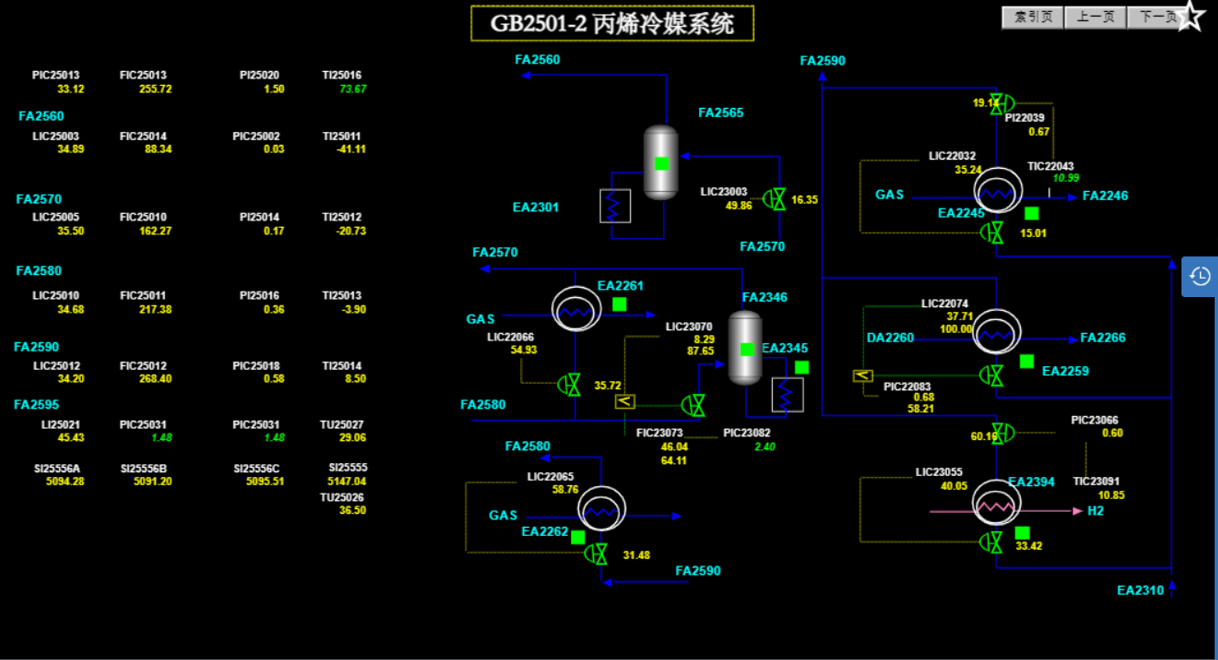 GB2501-2 丙烯冷媒系统
索引页 上一页 下一页
PIC25013 FIC25013 PI25020 TI25016
33.12 255.72 1.50 73.67
FA2560
LIC25003 FIC25014 PIC25002 TI25011
34.89 88.34 0.03 -41.11
FA2570
LIC25005 FIC25010 PI25014 TI25012
35.50 162.27 0.17 -20.73
FA2580
LIC25010 FIC25011 PI25016 TI25013
34.68 217.38 0.36 -3.90
FA2590
LIC25012 FIC25012 PIC25018 TI25014
34.20 268.40 0.58 8.50
FA2595
LI25021 PIC25031 PIC25031 TU25027
45.43 1.48 1.48 29.06
SI25556A SI25556B SI25556C SI25555
5094.28 5091.20 5095.51 5147.04
TU25026
36.50
FA2560
FA2565
LIC23003
49.86
16.35
EA2301
FA2570
FA2570
EA2261
FA2346
GAS
LIC22066
54.93
LIC23070
8.29
87.65
EA2345
35.72
FA2580
FIC23073 PIC23082
46.04 2.40
64.11
FA2580
LIC22065
58.76
GAS
EA2262
31.48
FA2590
FA2590
19.14
PI22039
0.67
LIC22032
35.24
TIC22043
10.99
GAS
FA2246
EA2245
15.01
LIC22074
37.71
100.00
DA2260
FA2266
EA2259
PIC22083
0.68
58.21
PIC23066
0.60
60.16
LIC23055
40.05
EA2394
TIC23091
10.85
H2
33.42
EA2310